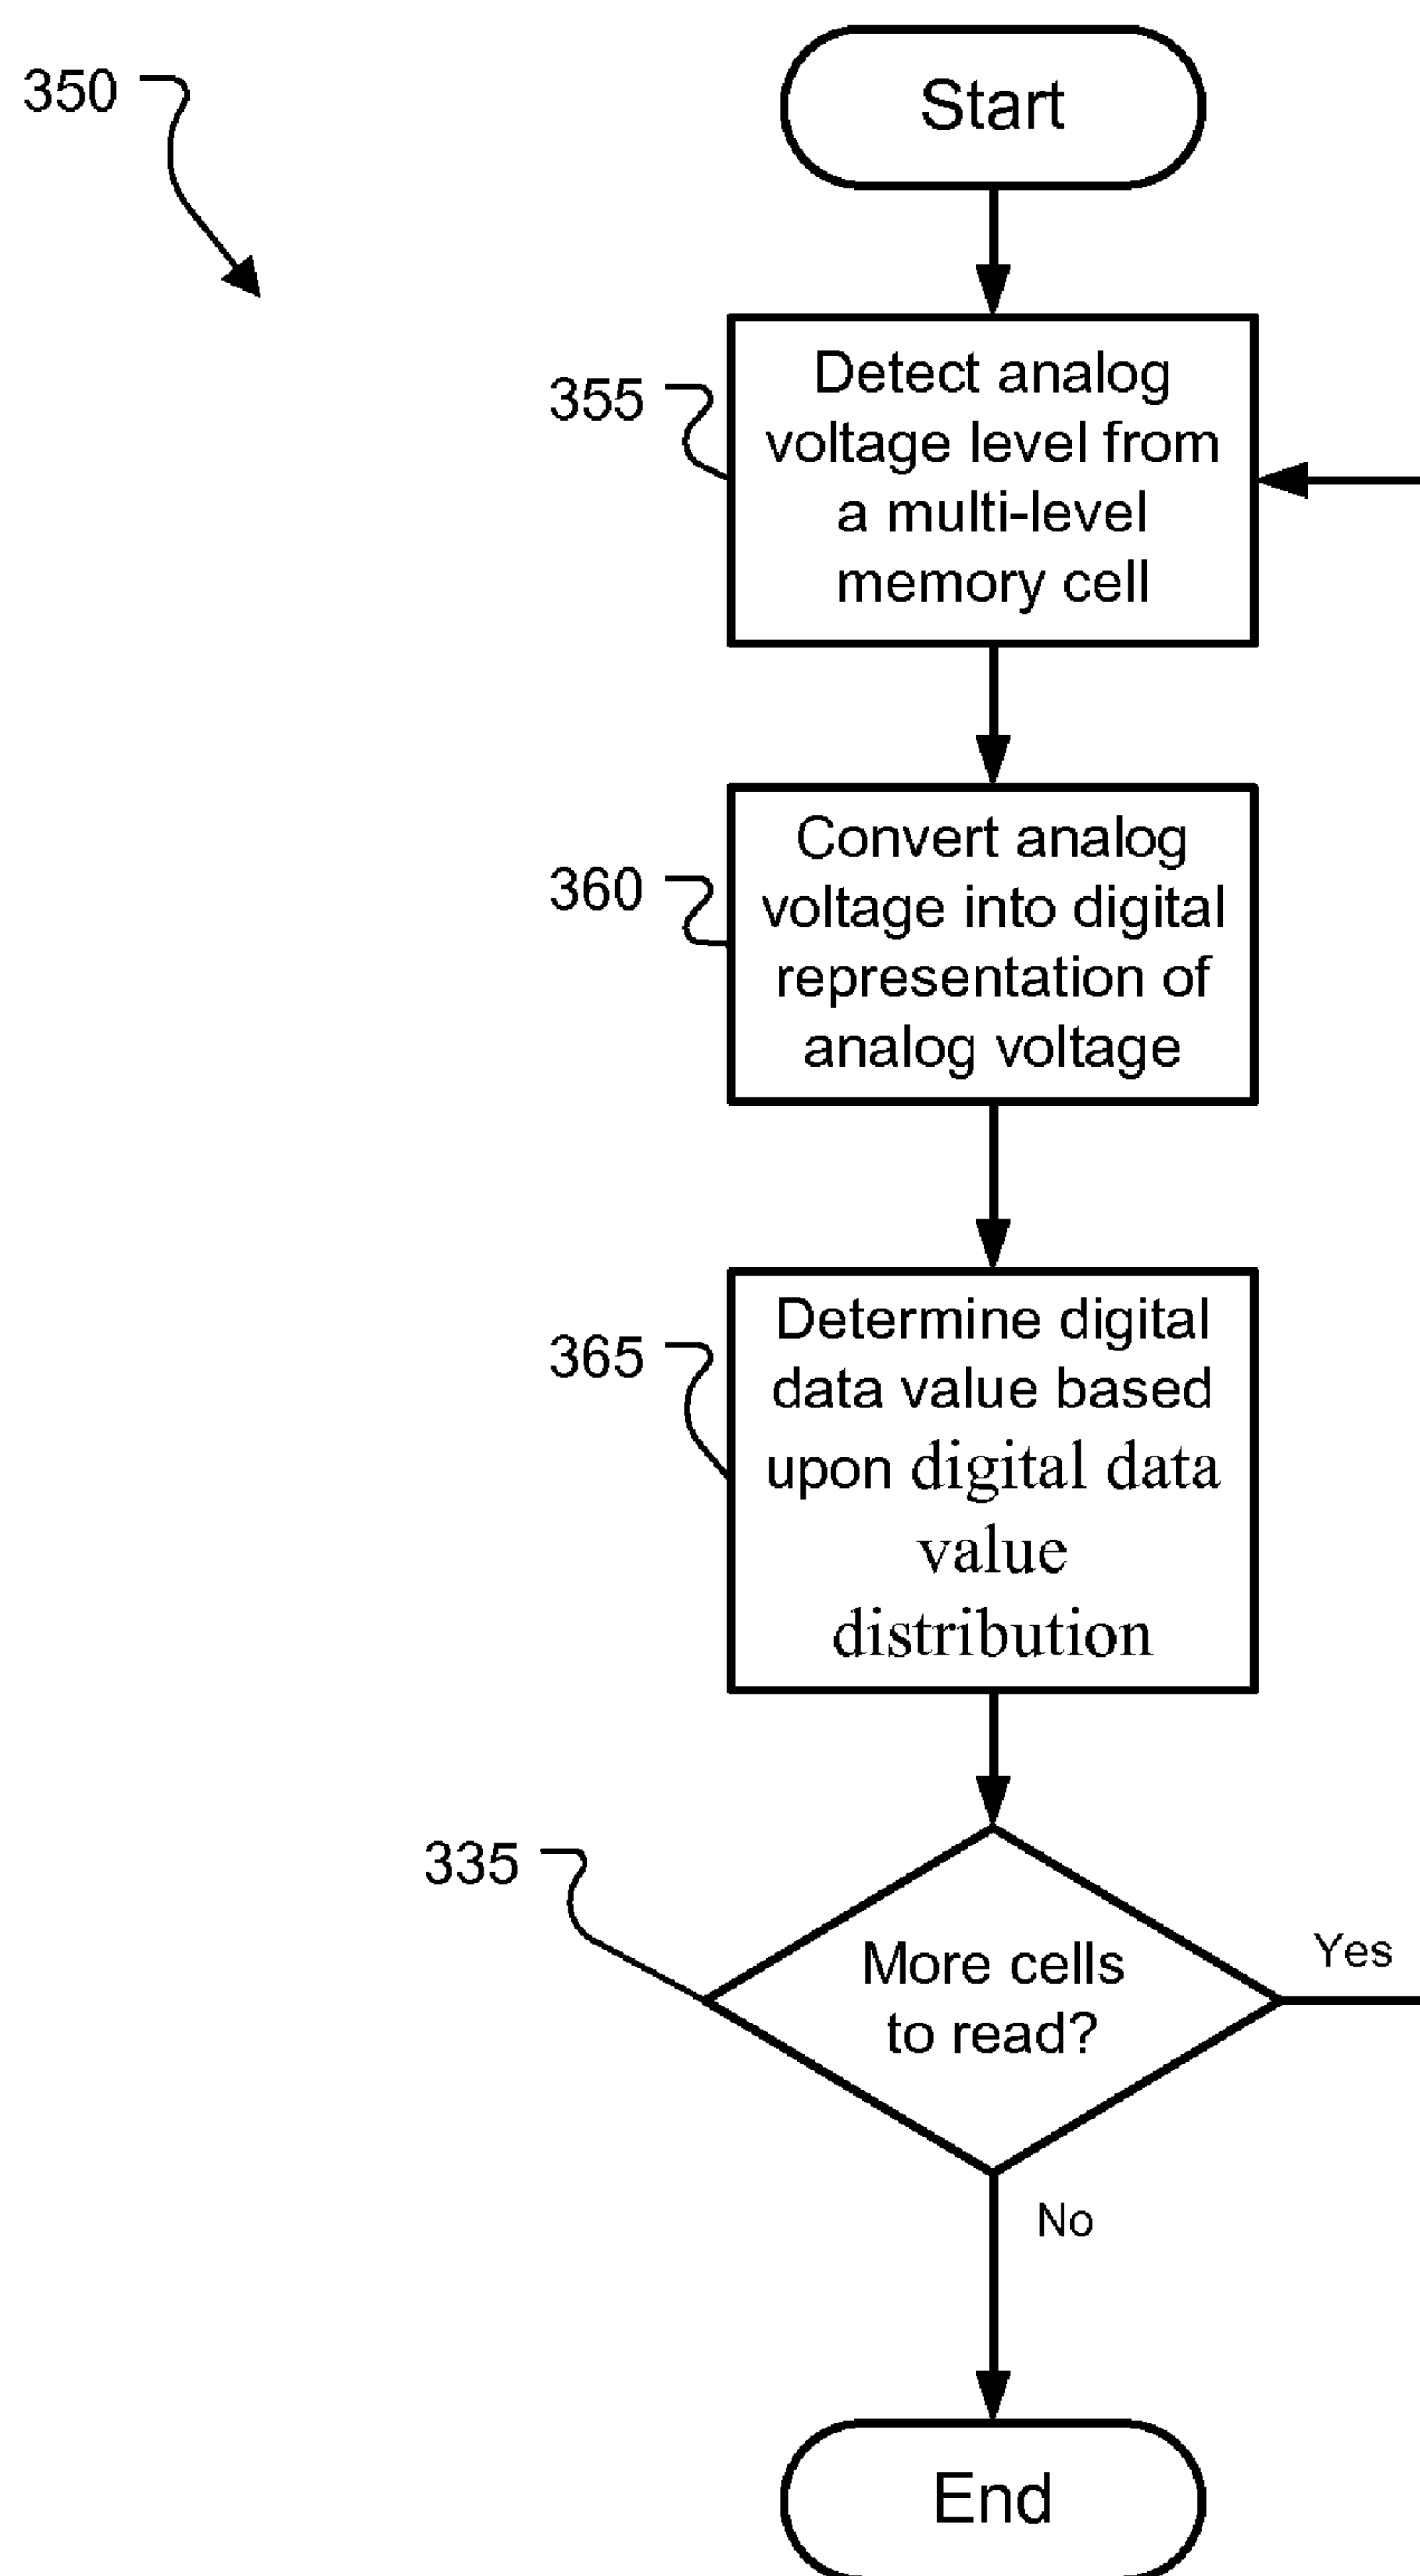 350
Start
355
Detect analog
voltage level from
a multi-level
memory cell
360
Convert analog
voltage into digital
representation of
analog voltage
365
Determine digital
data value based
upon digital data
value
distribution
335
More cells
to read?
Yes
No
End